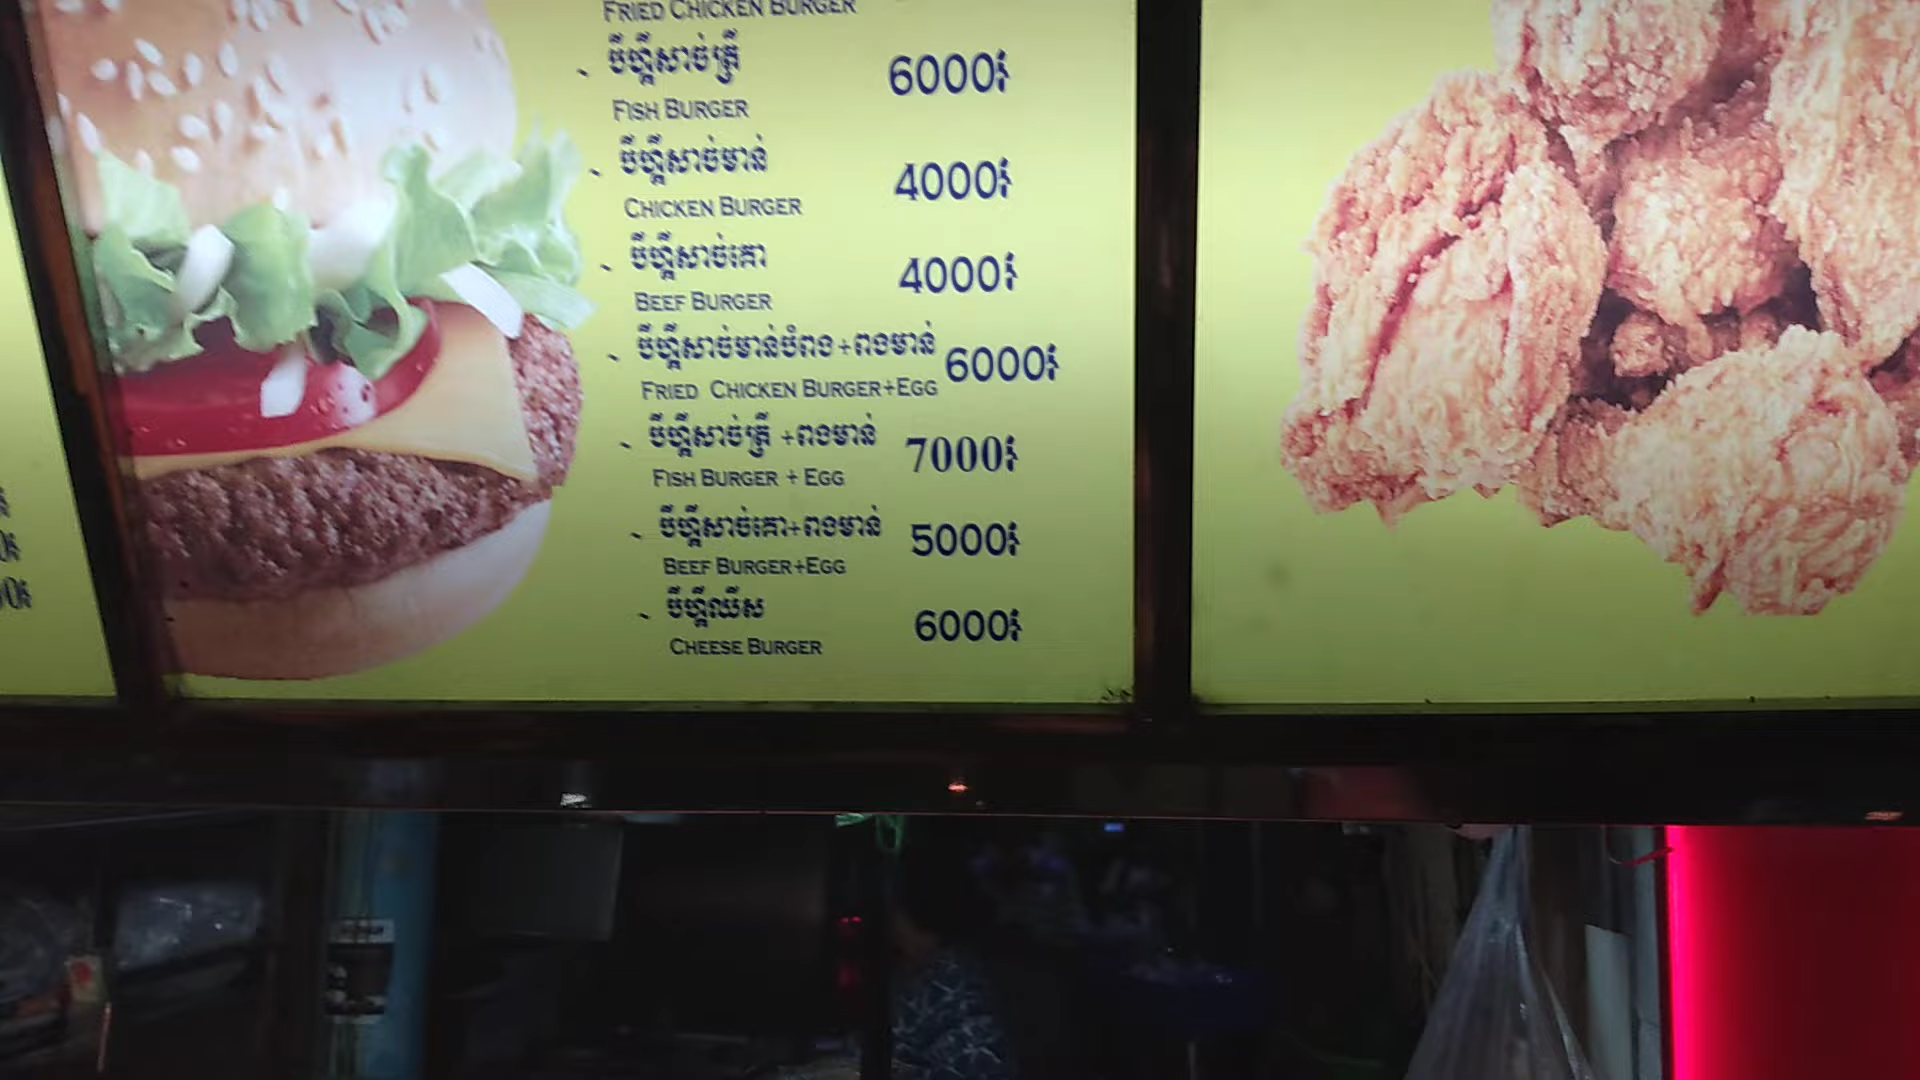 FRIED CHICKEN BURGER
- ប៊ឺហ្គឺសាច់ត្រី 6000៛
FISH BURGER
- ប៊ឺហ្គឺសាច់មាន់ 4000៛
CHICKEN BURGER
- ប៊ឺហ្គឺសាច់គោ 4000៛
BEEF BURGER
- ប៊ឺហ្គឺសាច់មាន់បំពង+ពងមាន់ 6000៛
FRIED CHICKEN BURGER+EGG
- ប៊ឺហ្គឺសាច់ត្រី +ពងមាន់ 7000៛
FISH BURGER + EGG
- ប៊ឺហ្គឺសាច់គោ+ពងមាន់ 5000៛
BEEF BURGER+EGG
- ប៊ឺហ្គឺឈីស 6000៛
CHEESE BURGER